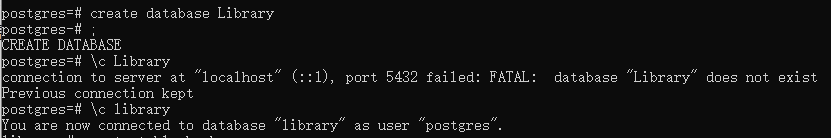 postgres=# create database Library
postgres-# ;
CREATE DATABASE
postgres=# \c Library
connection to server at "localhost" (::1), port 5432 failed: FATAL:  database "Library" does not exist
Previous connection kept
postgres=# \c library
You are now connected to database "library" as user "postgres".